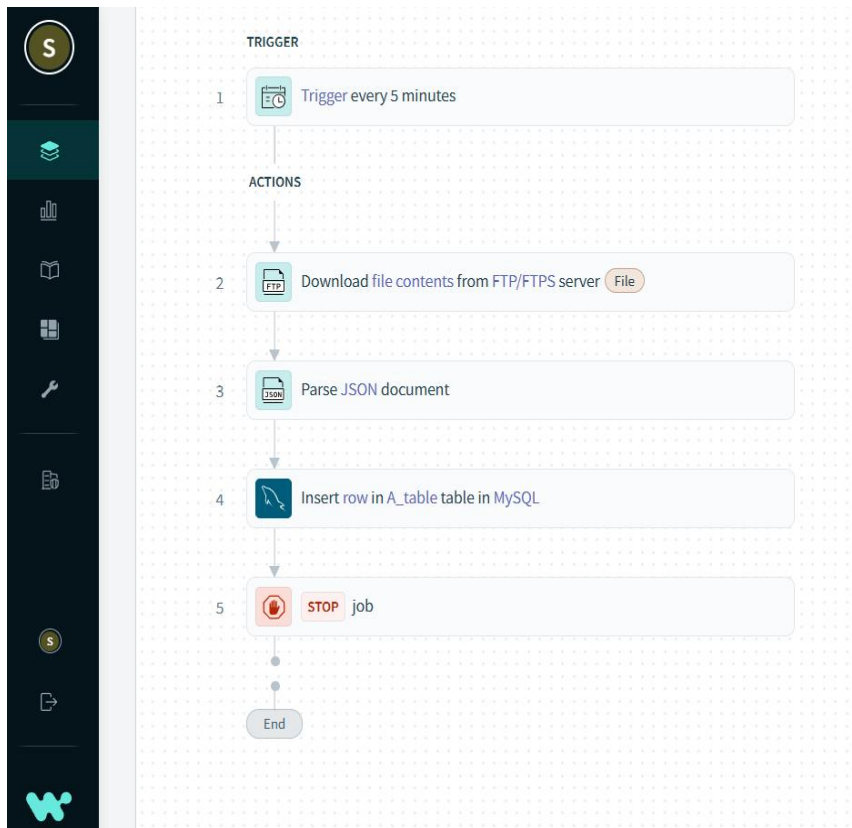 S
TRIGGER
1 Trigger every 5 minutes
ACTIONS
2 FTP Download file contents from FTP/FTPS server File
3 JSON Parse JSON document
4 Insert row in A_table table in MySQL
5 STOP job
S
End